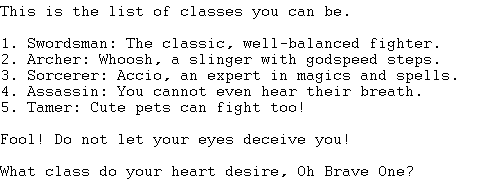 This is the list of classes you can be.
1. Swordsman: The classic, well-balanced fighter.
2. Archer: Whoosh, a slinger with godspeed steps.
3. Sorcerer: Accio, an expert in magics and spells.
4. Assassin: You cannot even hear their breath.
5. Tamer: Cute pets can fight too!
Fool! Do not let your eyes deceive you!
What class do your heart desire, Oh Brave One?